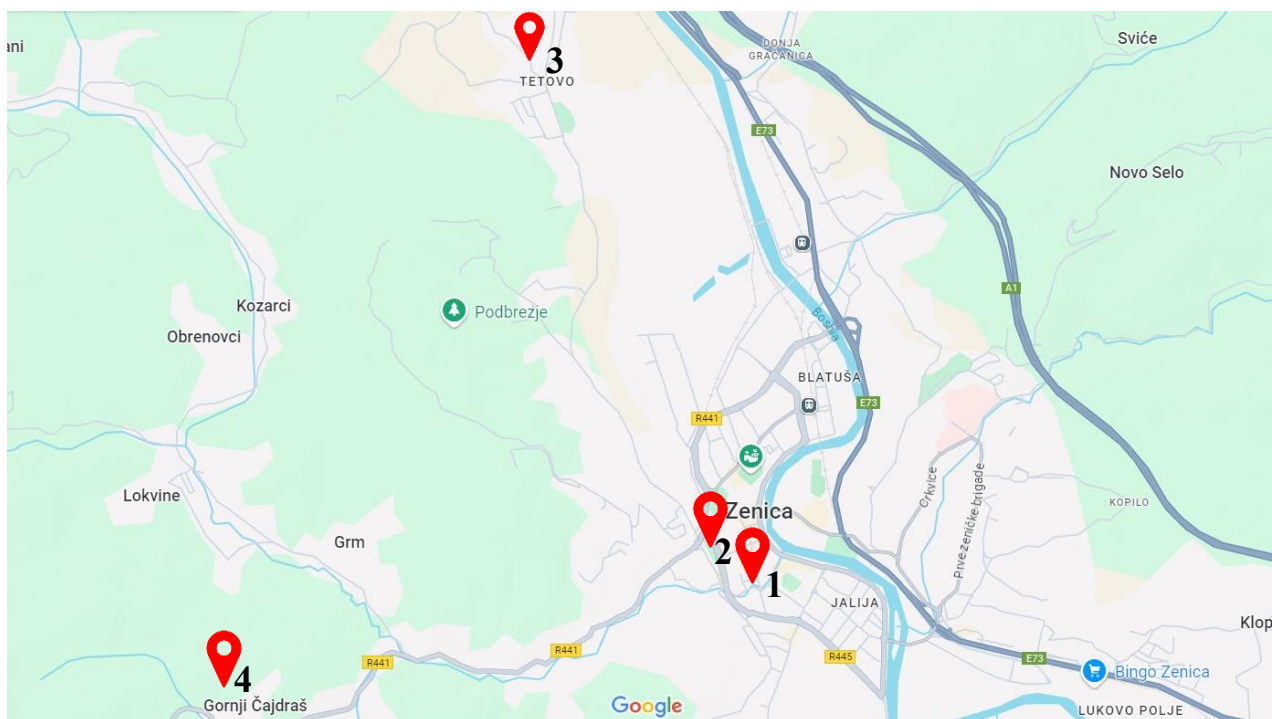 ani
3
TETOVO
DONJA
GRAČANICA
Sviće
E73
Novo Selo
A1
Kozarci
Podbrezje
Obrenovci
Bosna
BLATUŠA
E73
R441
Crkvice
Prvezeničke brigade
KOPILO
Lokvine
Zenica
Grm
2
1
JALIJA
Klop
R441
R441
R445
E73
4
Gornji Čajdraš
Google
Bingo Zenica
LUKOVO POLJE